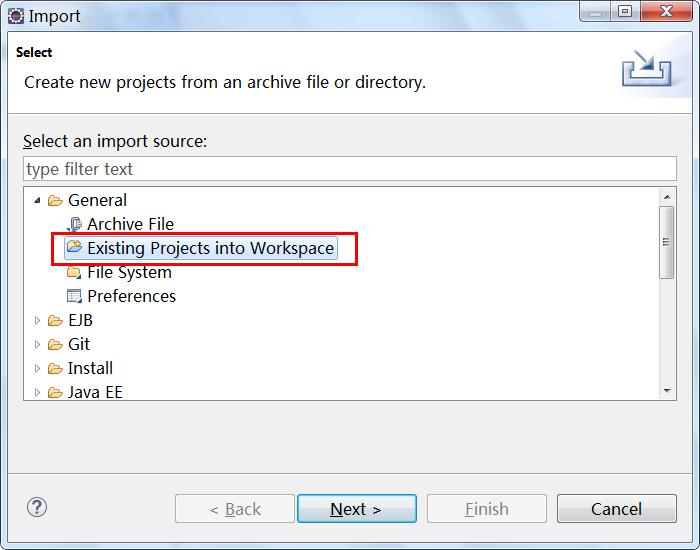 Import
Select
Create new projects from an archive file or directory.
Select an import source:
type filter text
General
Archive File
Existing Projects into Workspace
File System
Preferences
EJB
Git
Install
Java EE
?
< Back
Next >
Finish
Cancel